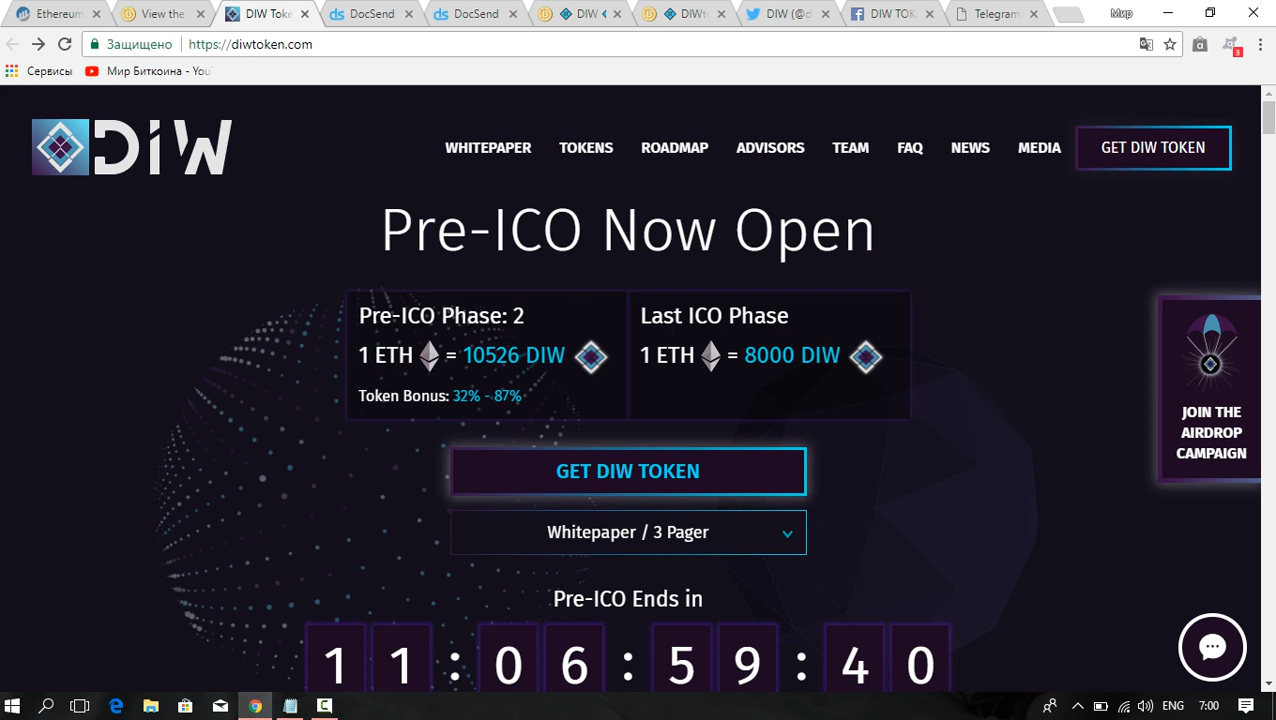 Ethereum
View the
DIW Toke
DocSend
DocSend
DIW
DIWt
DIW (@d
DIW TOK
Telegram
Мир
Защищено
https://diwtoken.com
3
Сервисы
Мир Биткоина - You
DiW
WHITEPAPER
TOKENS
ROADMAP
ADVISORS
TEAM
FAQ
NEWS
MEDIA
GET DIW TOKEN
Pre-ICO Now Open
Pre-ICO Phase: 2
1 ETH = 10526 DIW
Token Bonus: 32% - 87%
Last ICO Phase
1 ETH = 8000 DIW
JOIN THE
AIRDROP
CAMPAIGN
GET DIW TOKEN
Whitepaper / 3 Pager
Pre-ICO Ends in
11:06:59:40
ENG
7:00